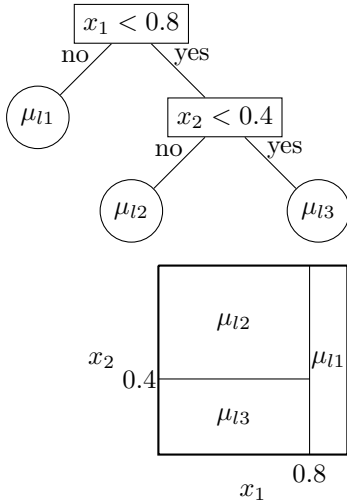 x₁ < 0.8
no yes
μₗ₁
x₂ < 0.4
no yes
μₗ₂ μₗ₃
μₗ₂
μₗ₁
x₂
0.4
μₗ₃
0.8
x₁